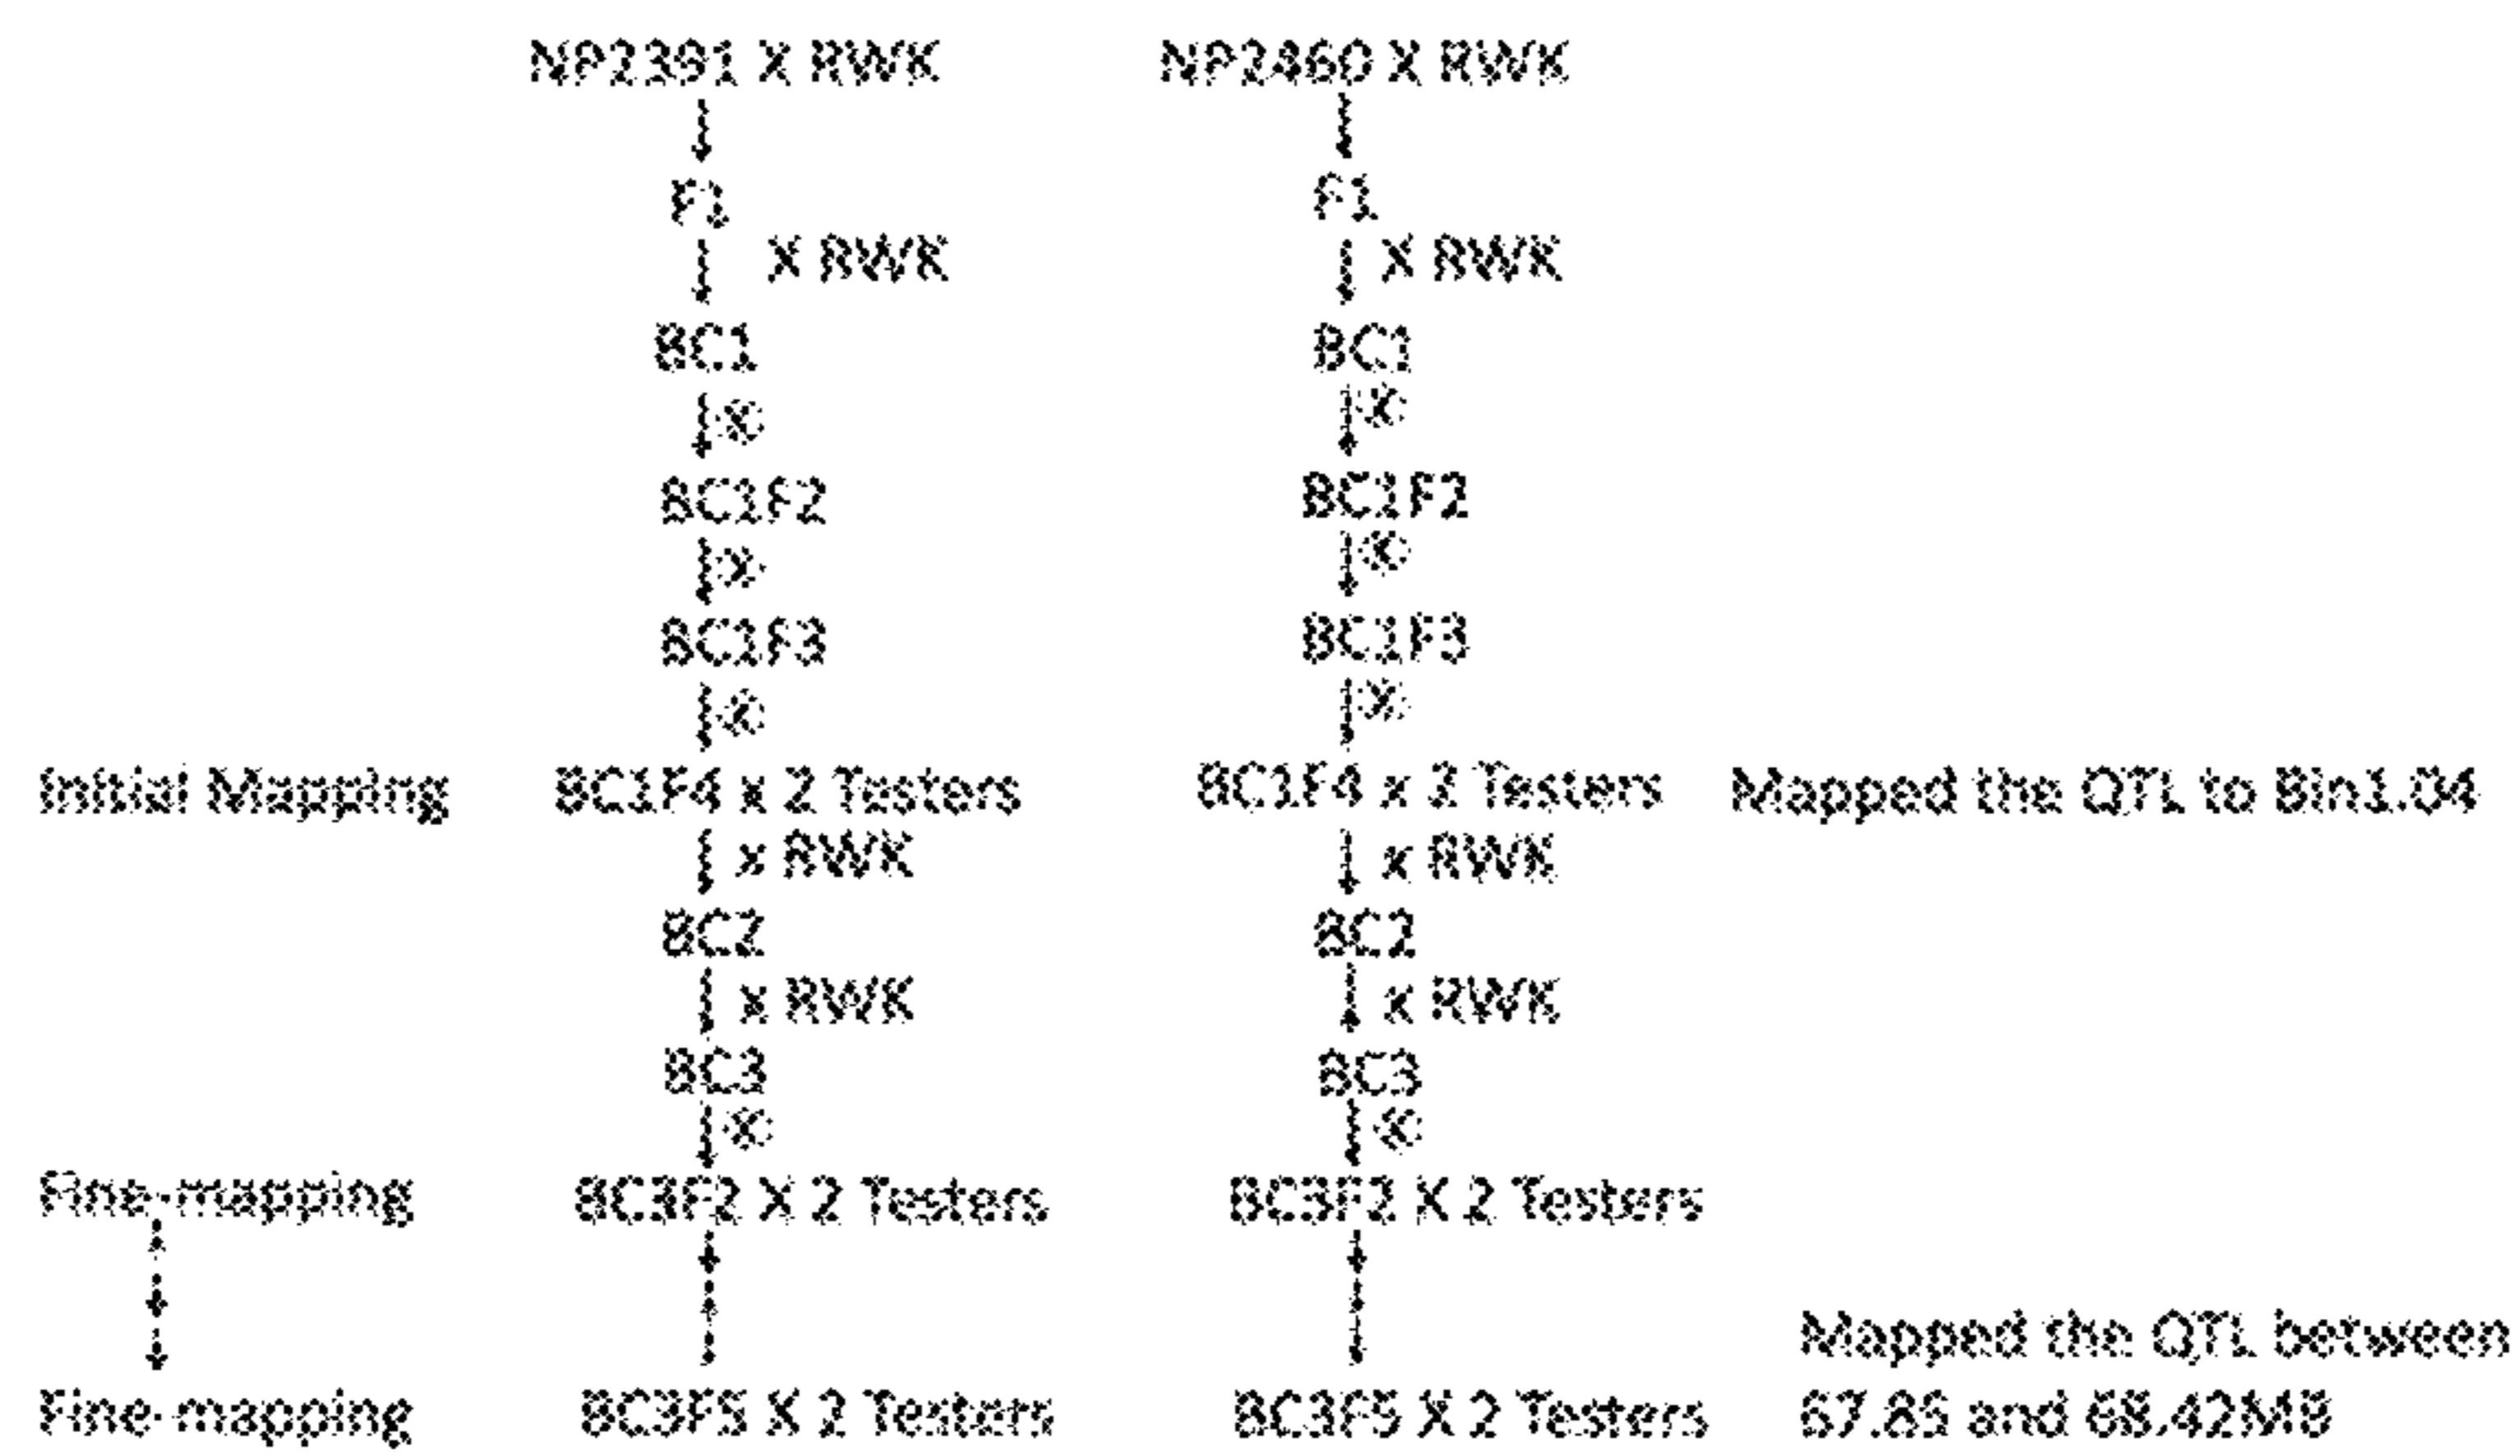 NP2391 X RWK NP2460 X RWK
F1 F1
X RWK X RWK
BC1 BC1
BC1F2 BC1F2
BC1F3 BC1F3
Initial Mapping BC1F4 x 2 Testers BC1F4 x 2 Testers Mapped the QTL to Bin1.04
x RWK x RWK
BC2 BC2
x RWK x RWK
BC3 BC3
Fine-mapping BC3F2 X 2 Testers BC3F2 X 2 Testers
Mapped the QTL between
Fine-mapping BC3F5 X 2 Testers BC3F5 X 2 Testers and 68.42MB